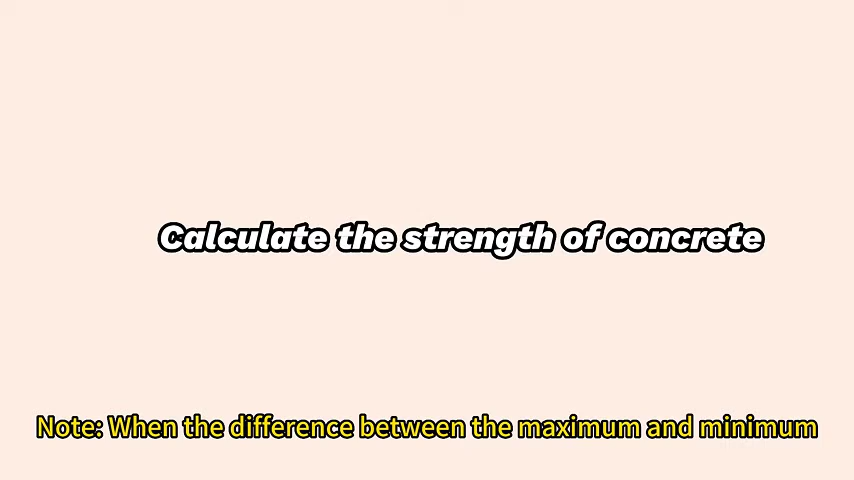 Calculate the strength of concrete
Note: When the difference between the maximum and minimum